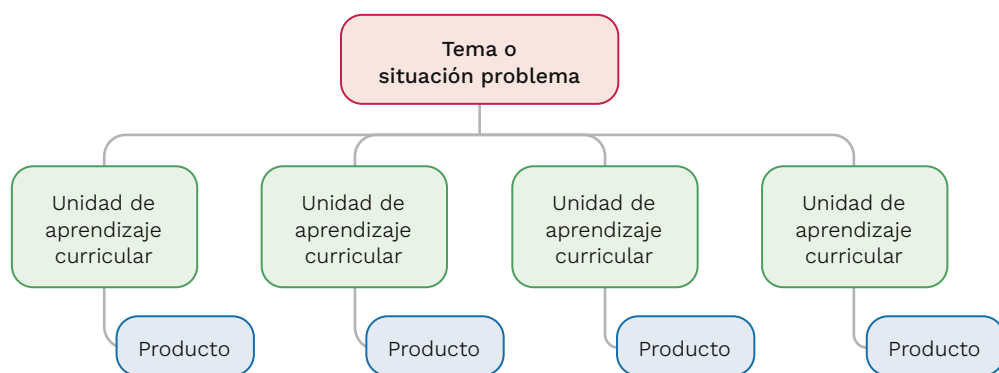 Tema o
situación problema
Unidad de
aprendizaje
curricular
Unidad de
aprendizaje
curricular
Unidad de
aprendizaje
curricular
Unidad de
aprendizaje
curricular
Producto
Producto
Producto
Producto